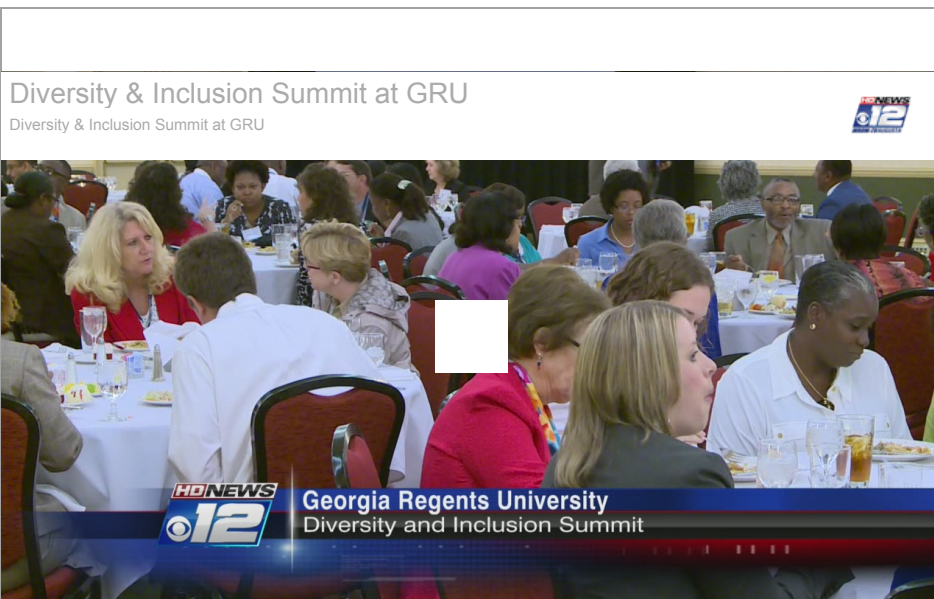 Diversity & Inclusion Summit at GRU
Diversity & Inclusion Summit at GRU
HD NEWS
12
HD NEWS
12
Georgia Regents University
Diversity and Inclusion Summit